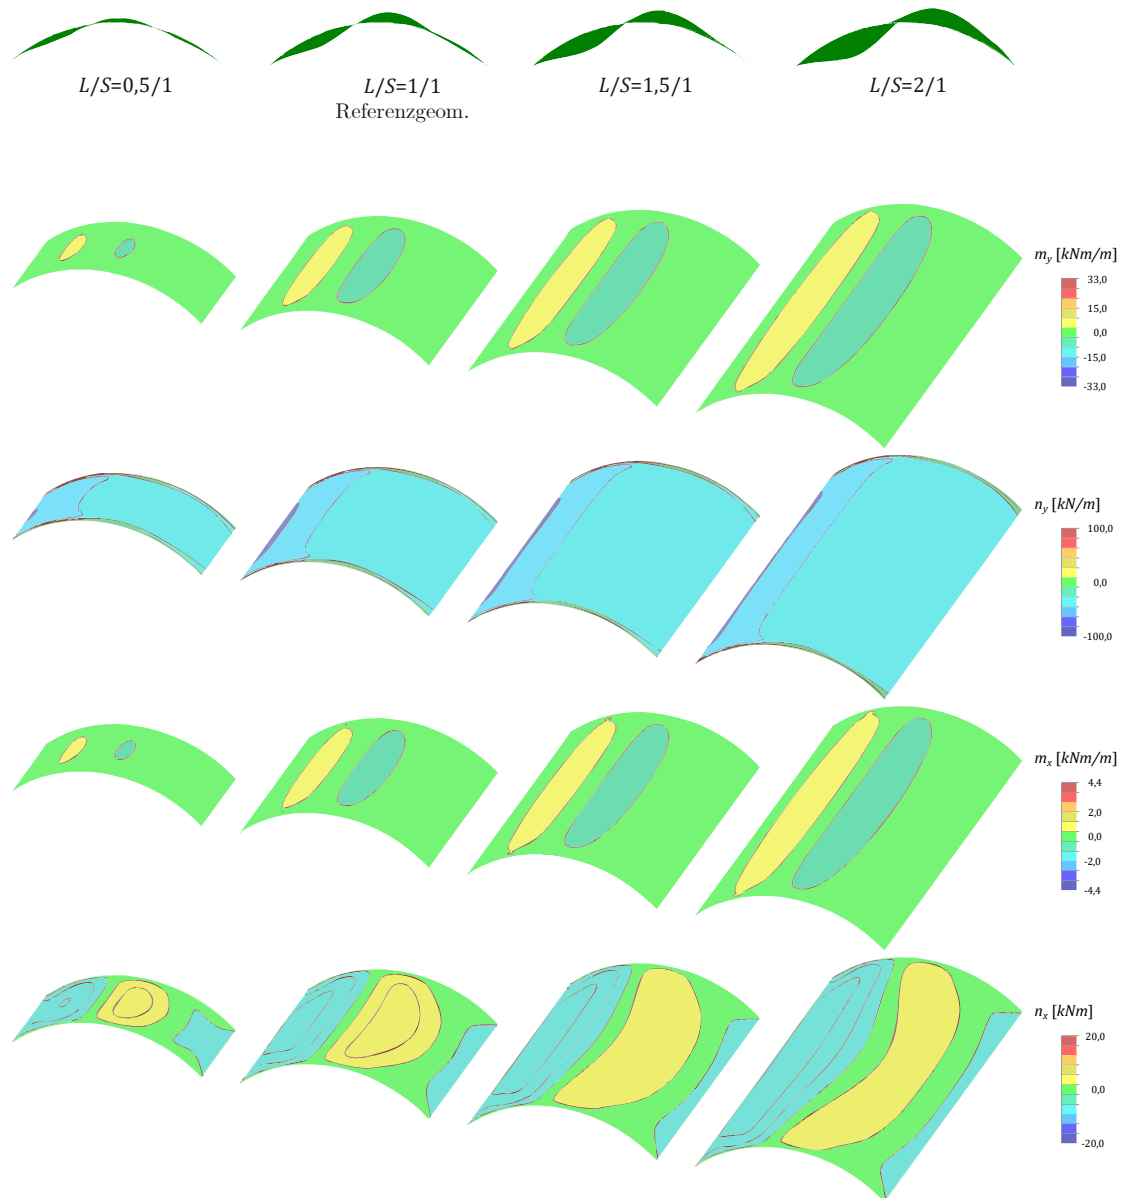 L/S=0,5/1
L/S=1/1
Referenzgeom.
L/S=1,5/1
L/S=2/1
m_y [kNm/m]
33,0
15,0
0,0
-15,0
-33,0
n_y [kN/m]
100,0
0,0
-100,0
m_x [kNm/m]
4,4
2,0
0,0
-2,0
-4,4
n_x [kNm]
20,0
0,0
-20,0